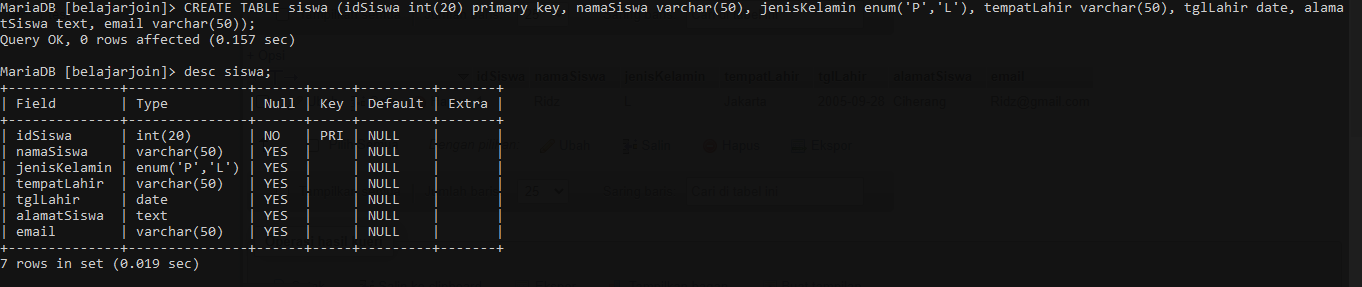 MariaDB [belajarjoin]> CREATE TABLE siswa (idSiswa int(20) primary key, namaSiswa varchar(50), jenisKelamin enum('P','L'), tempatLahir varchar(50), tglLahir date, alama
tSiswa text, email varchar(50));
Query OK, 0 rows affected (0.157 sec)

MariaDB [belajarjoin]> desc siswa;
+--------------+---------------+------+-----+---------+-------+
| Field        | Type          | Null | Key | Default | Extra |
+--------------+---------------+------+-----+---------+-------+
| idSiswa      | int(20)       | NO   | PRI | NULL    |       |
| namaSiswa    | varchar(50)   | YES  |     | NULL    |       |
| jenisKelamin | enum('P','L') | YES  |     | NULL    |       |
| tempatLahir  | varchar(50)   | YES  |     | NULL    |       |
| tglLahir     | date          | YES  |     | NULL    |       |
| alamatSiswa  | text          | YES  |     | NULL    |       |
| email        | varchar(50)   | YES  |     | NULL    |       |
+--------------+---------------+------+-----+---------+-------+
7 rows in set (0.019 sec)